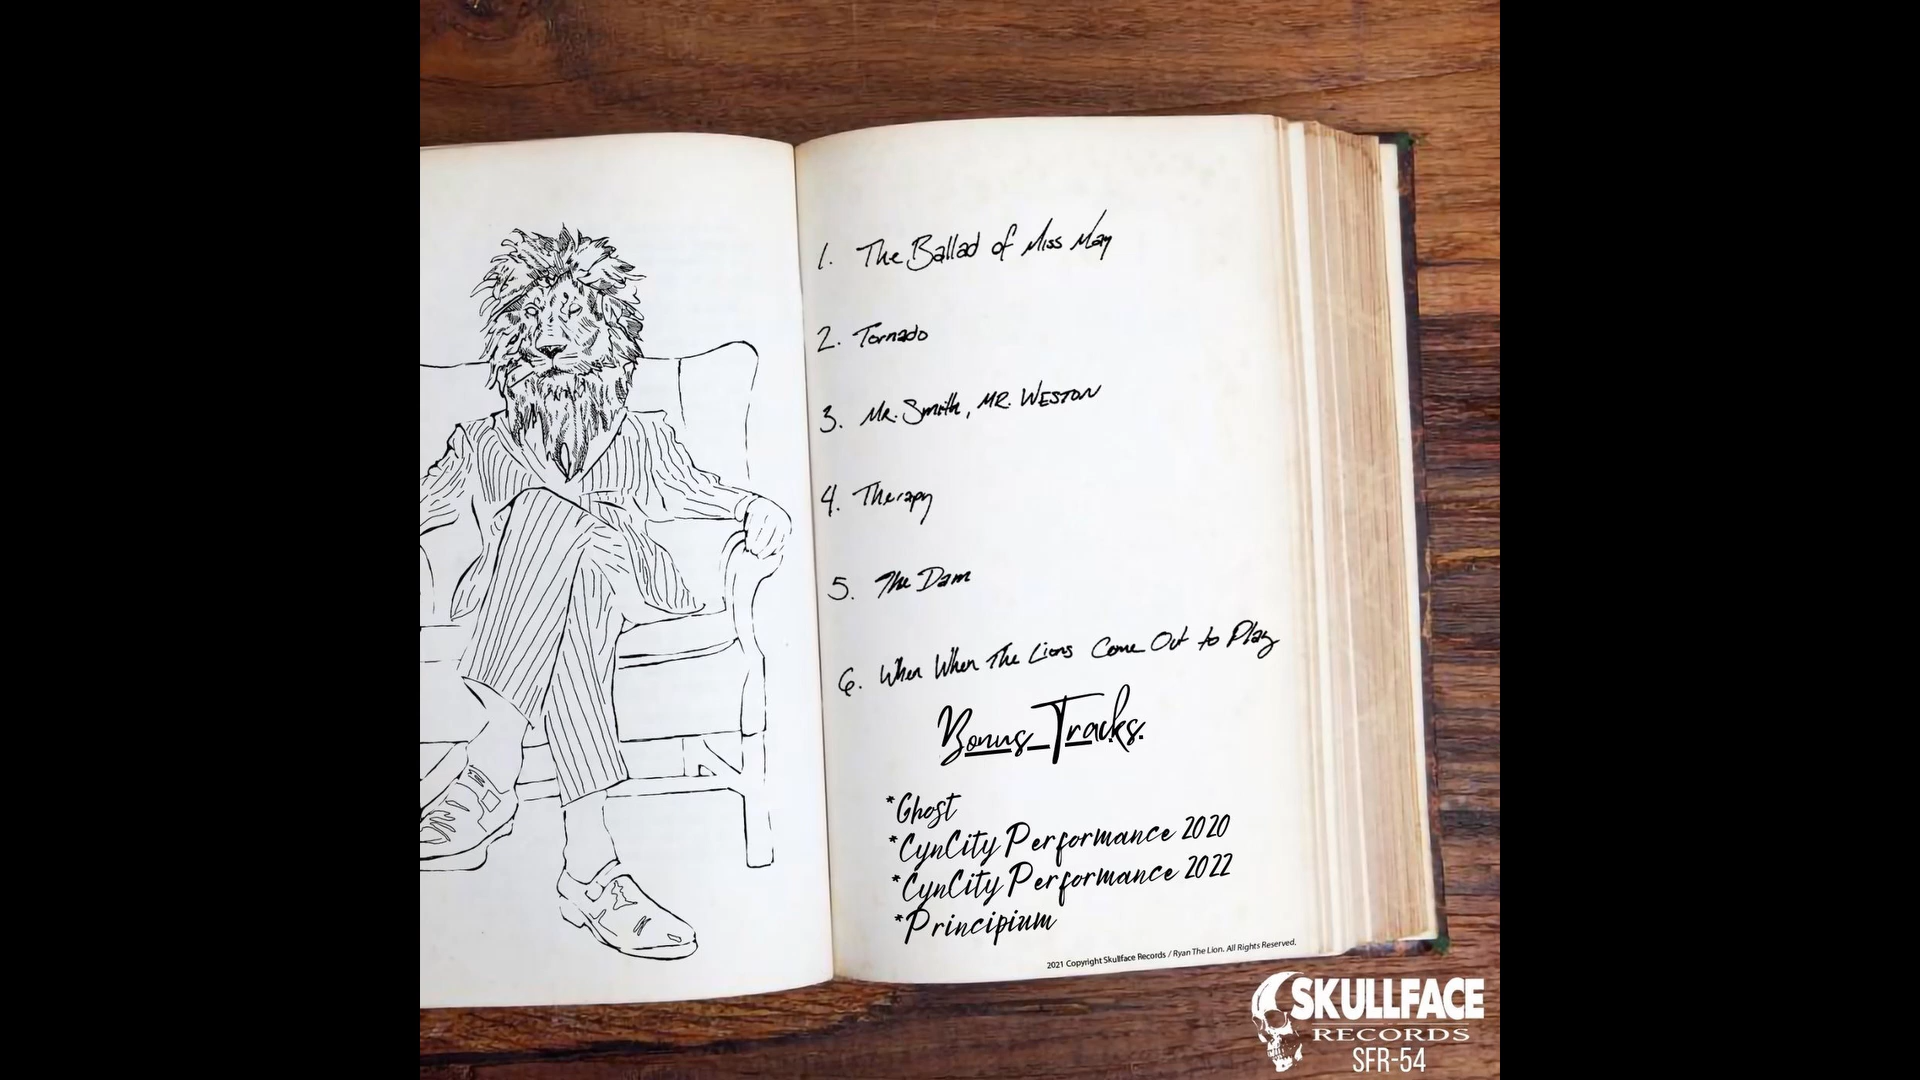 1. The Ballad of Miss May
2. Tornado
3. Mr. Smith, MR. WESTON
4. Therapy
5. The Dam
6. When When The Lions Come Out to Play
Bonus Tracks
*Ghost
*CynCity Performance 2020
*CynCity Performance 2022
*Principium
2021 Copyright Skullface Records / Ryan The Lion. All Rights Reserved.
SKULLFACE
RECORDS
SFR-54